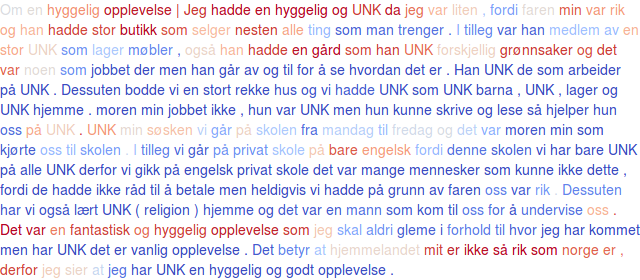 Om en hyggelig opplevelse | Jeg hadde en hyggelig og UNK da jeg var liten , fordi faren min var rik
og han hadde stor butikk som selger nesten alle ting som man trenger . I tilleg var han medlem av en
stor UNK som lager møbler , også han hadde en gård som han UNK forskjellig grønnsaker og det
var noen som jobbet der men han går av og til for å se hvordan det er . Han UNK de som arbeider
på UNK . Dessuten bodde vi en stort rekke hus og vi hadde UNK som UNK barna , UNK , lager og
UNK hjemme . moren min jobbet ikke , hun var UNK men hun kunne skrive og lese så hjelper hun
oss på UNK . UNK min søsken vi går på skolen fra mandag til fredag og det var moren min som
kjørte oss til skolen . I tilleg vi går på privat skole på bare engelsk fordi denne skolen vi har bare UNK
på alle UNK derfor vi gikk på engelsk privat skole det var mange mennesker som kunne ikke dette ,
fordi de hadde ikke råd til å betale men heldigvis vi hadde på grunn av faren oss var rik . Dessuten
har vi også lært UNK ( religion ) hjemme og det var en mann som kom til oss for å undervise oss .
Det var en fantastisk og hyggelig opplevelse som jeg skal aldri gleme i forhold til hvor jeg har kommet
men har UNK det er vanlig opplevelse . Det betyr at hjemmelandet mit er ikke så rik som norge er ,
derfor jeg sier at jeg har UNK en hyggelig og godt opplevelse .